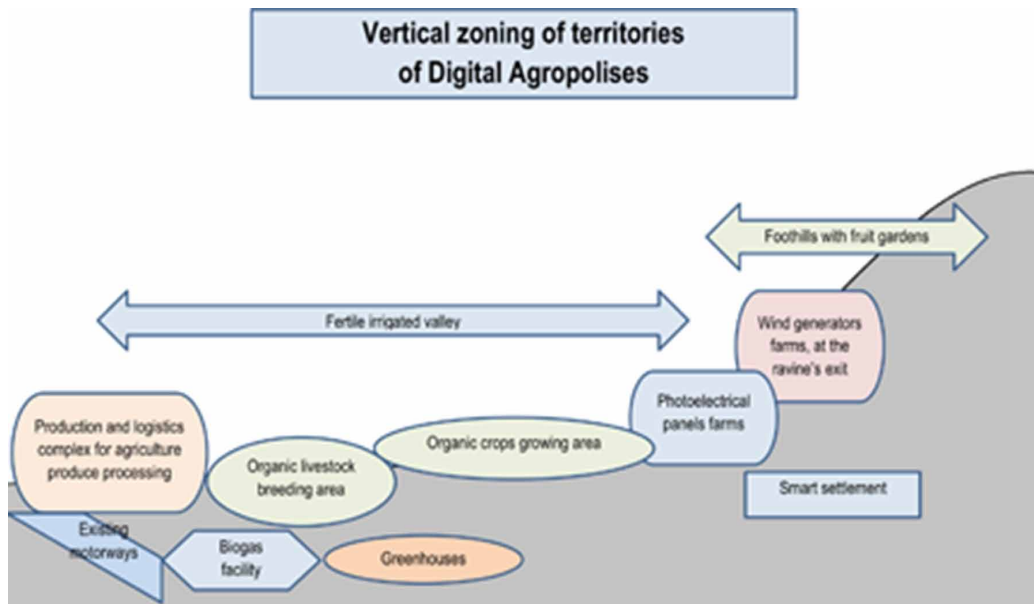 Vertical zoning of territories
of Digital Agropolises
Foothills with fruit gardens
Fertile irrigated valley
Wind generators
farms, at the
ravine's exit
Photoelectrical
panels farms
Production and logistics
complex for agriculture
produce processing
Organic livestock
breeding area
Organic crops growing area
Smart settlement
Existing
motorways
Biogas
facility
Greenhouses